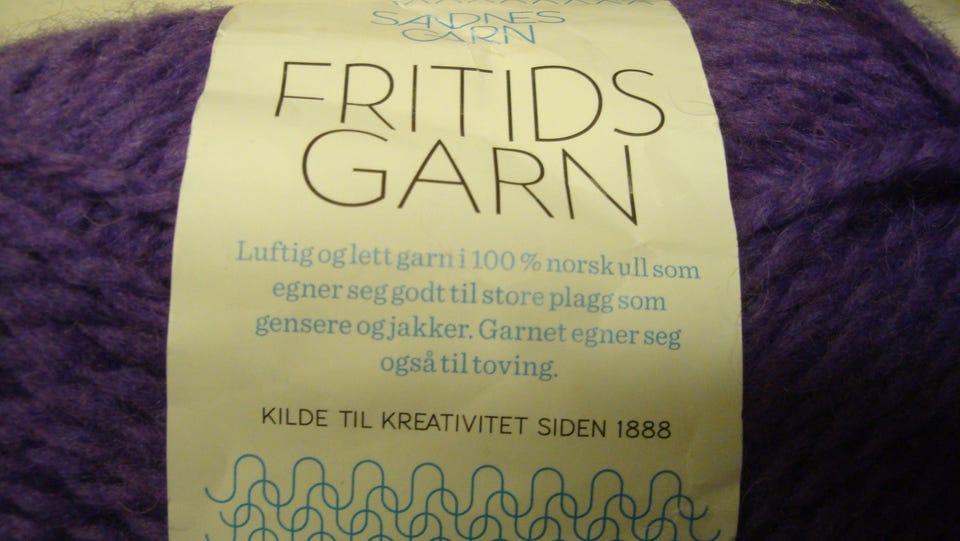 SANDNES
GARN
FRITIDS
GARN
Luftig og lett garn i 100 % norsk ull som
egner seg godt til store plagg som
gensere og jakker. Garnet egner seg
også til toving.
KILDE TIL KREATIVITET SIDEN 1888